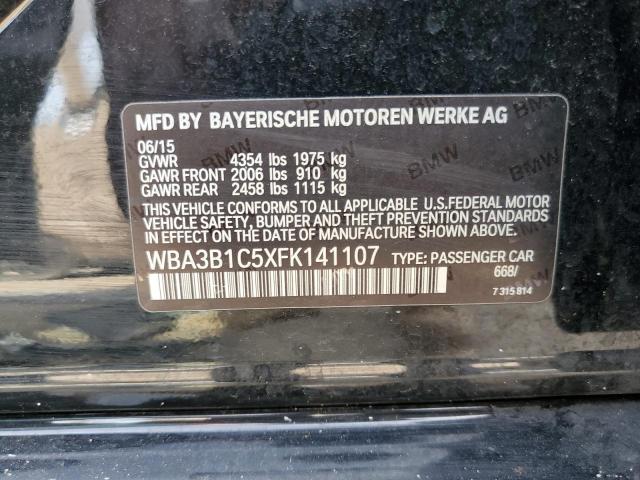 MFD BY BAYERISCHE MOTOREN WERKE AG
06/15
GVWR 4354 lbs 1975 kg
GAWR FRONT 2006 lbs 910 kg
GAWR REAR 2458 lbs 1115 kg
THIS VEHICLE CONFORMS TO ALL APPLICABLE U.S.FEDERAL MOTOR
VEHICLE SAFETY, BUMPER AND THEFT PREVENTION STANDARDS
IN EFFECT ON THE DATE OF MANUFACTURE SHOWN ABOVE.
WBA3B1C5XFK141107 TYPE: PASSENGER CAR
668/
7 315 814